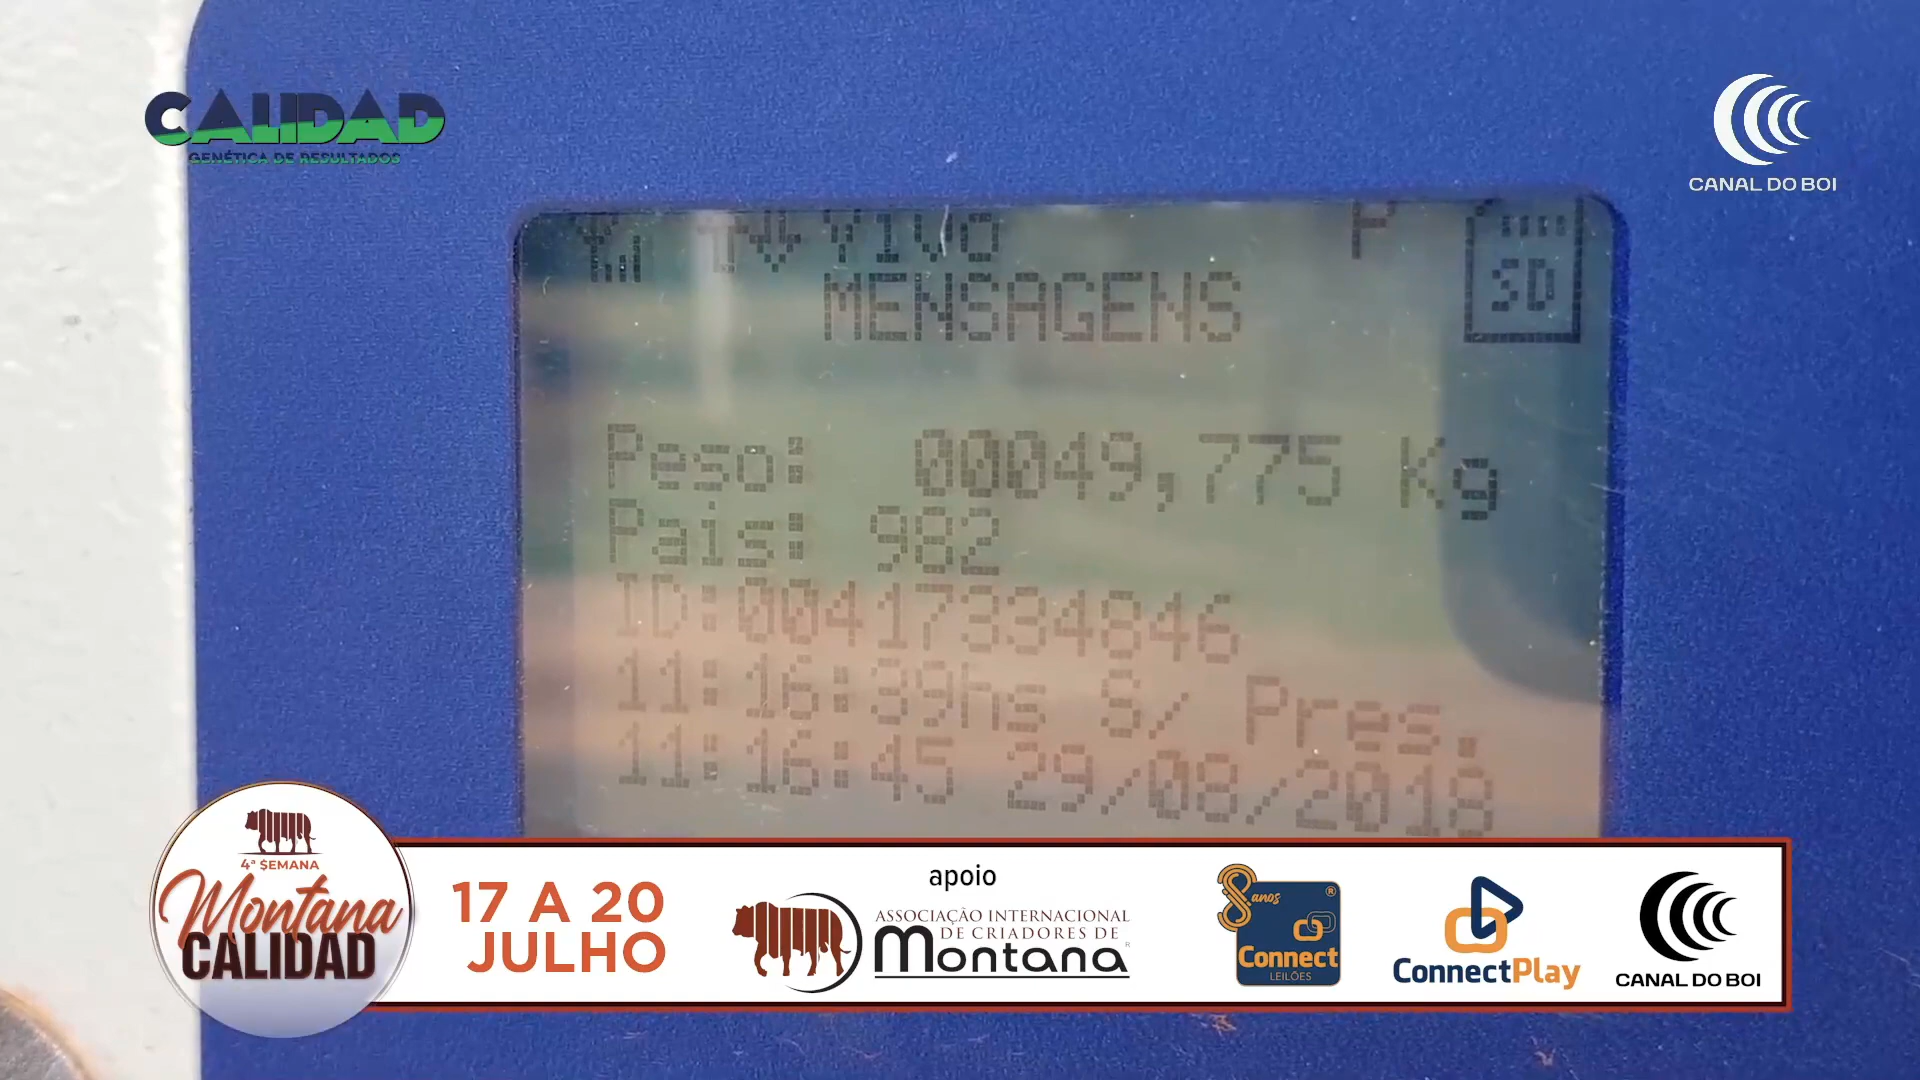 CALIDAD
GENÉTICA DE RESULTADOS
CANAL DO BOI
Vivo
P
SD
MENSAGENS
Peso: 00049,775 Kg
Pais: 982
ID:00417334846
11:16:39hs S/ Pres.
11:16:45 29/08/2018
4ª SEMANA
Montana
CALIDAD
17 A 20
JULHO
apoio
ASSOCIAÇÃO INTERNACIONAL
DE CRIADORES DE
Montana
8 anos
Connect
LEILÕES
ConnectPlay
CANAL DO BOI